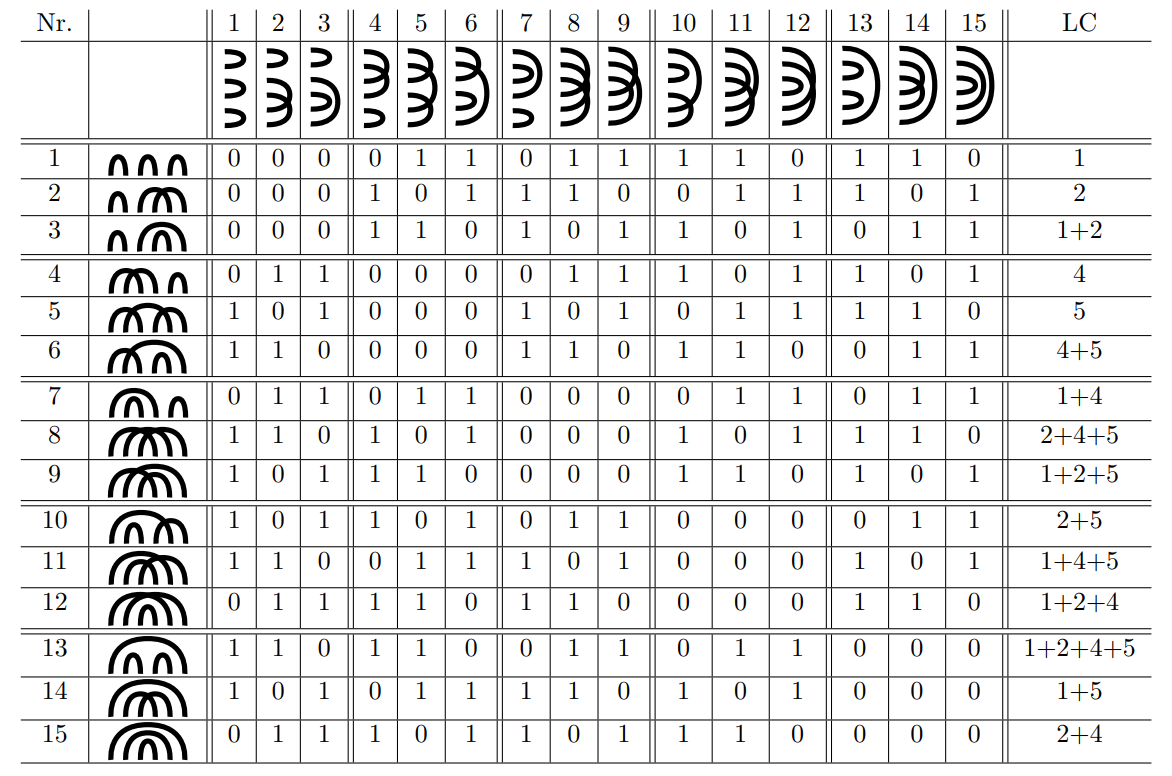 Nr. 1 2 3 4 5 6 7 8 9 10 11 12 13 14 15 LC
1 0 0 0 0 1 1 0 1 1 1 1 0 1 1 0 1
2 0 0 0 1 0 1 1 1 0 0 1 1 1 0 1 2
3 0 0 0 1 1 0 1 0 1 1 0 1 0 1 1 1+2
4 0 1 1 0 0 0 0 1 1 1 0 1 1 0 1 4
5 1 0 1 0 0 0 1 0 1 0 1 1 1 1 0 5
6 1 1 0 0 0 0 1 1 0 1 1 0 0 1 1 4+5
7 0 1 1 0 1 1 0 0 0 0 1 1 0 1 1 1+4
8 1 1 0 1 0 1 0 0 0 1 0 1 1 1 0 2+4+5
9 1 0 1 1 1 0 0 0 0 1 1 0 1 0 1 1+2+5
10 1 0 1 1 0 1 0 1 1 0 0 0 0 1 1 2+5
11 1 1 0 0 1 1 1 0 1 0 0 0 1 0 1 1+4+5
12 0 1 1 1 1 0 1 1 0 0 0 0 1 1 0 1+2+4
13 1 1 0 1 1 0 0 1 1 0 1 1 0 0 0 1+2+4+5
14 1 0 1 0 1 1 1 1 0 1 0 1 0 0 0 1+5
15 0 1 1 1 0 1 1 0 1 1 1 0 0 0 0 2+4